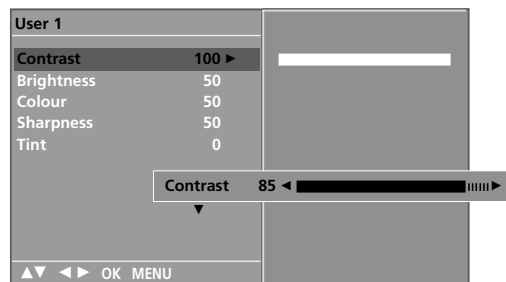 User 1
Contrast 100 ►
Brightness 50
Colour 50
Sharpness 50
Tint 0
Contrast 85 ◄ ►
▼
▲▼ ◄► OK MENU